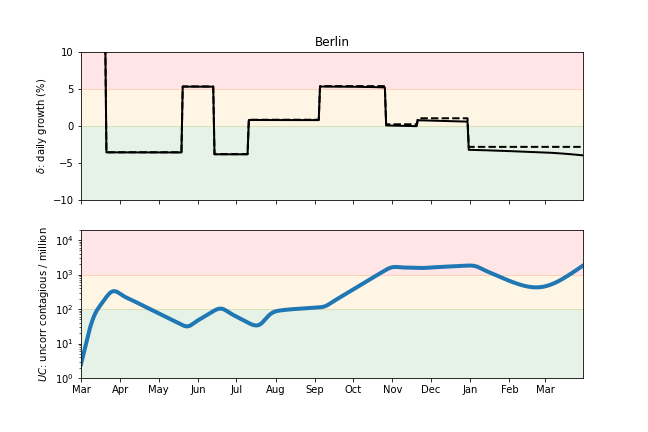 Berlin
10
5
0
−5
−10
δ: daily growth (%)
10⁴
10³
10²
10¹
10⁰
UC: uncorr contagious / million
Mar Apr May Jun Jul Aug Sep Oct Nov Dec Jan Feb Mar